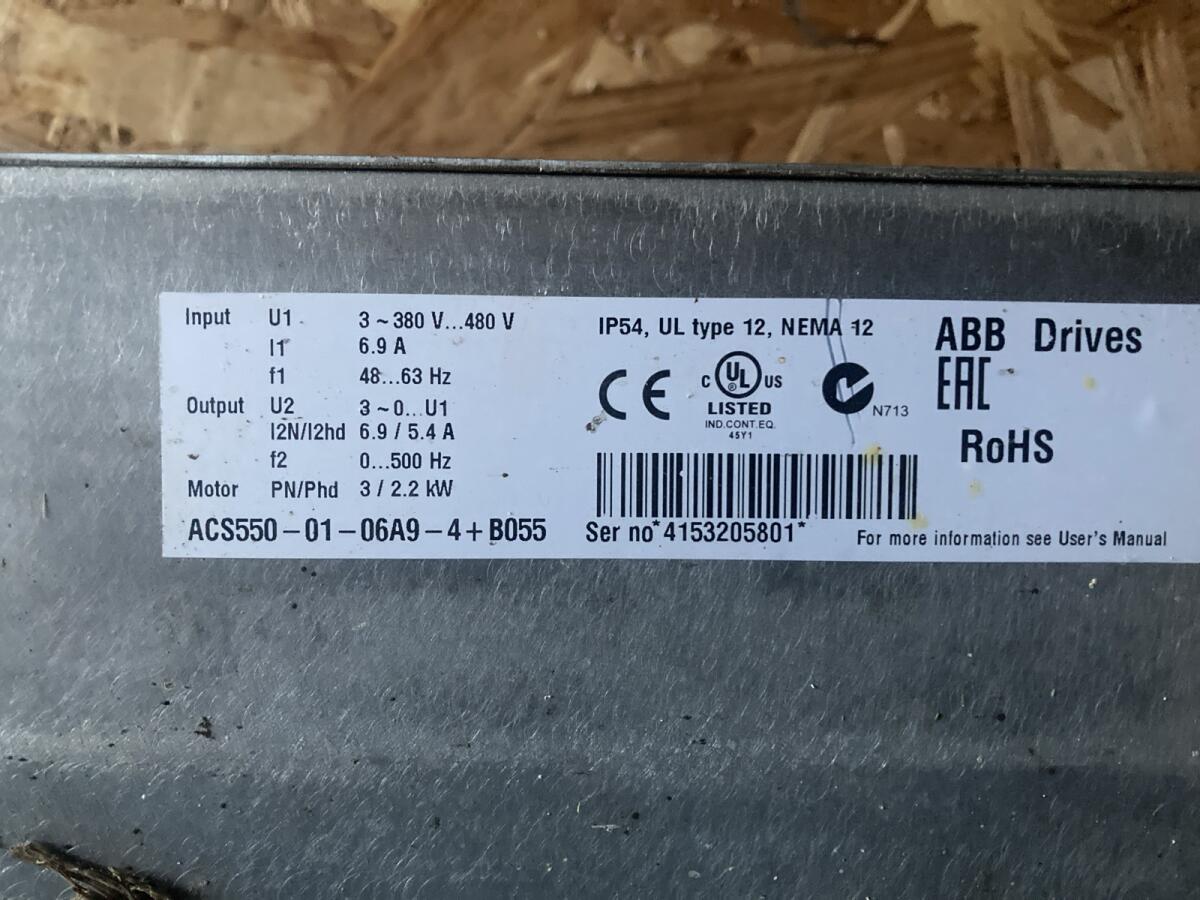 Input U1 3 ~ 380 V...480 V
I1 6.9 A
f1 48...63 Hz
Output U2 3 ~ 0...U1
I2N/I2hd 6.9 / 5.4 A
f2 0...500 Hz
Motor PN/Phd 3 / 2.2 kW
ACS550-01-06A9-4+B055
IP54, UL type 12, NEMA 12
CE
C UL ® US
LISTED
IND.CONT.EQ.
45Y1
N713
Ser no *4153205801*
ABB Drives
EAC
RoHS
For more information see User's Manual